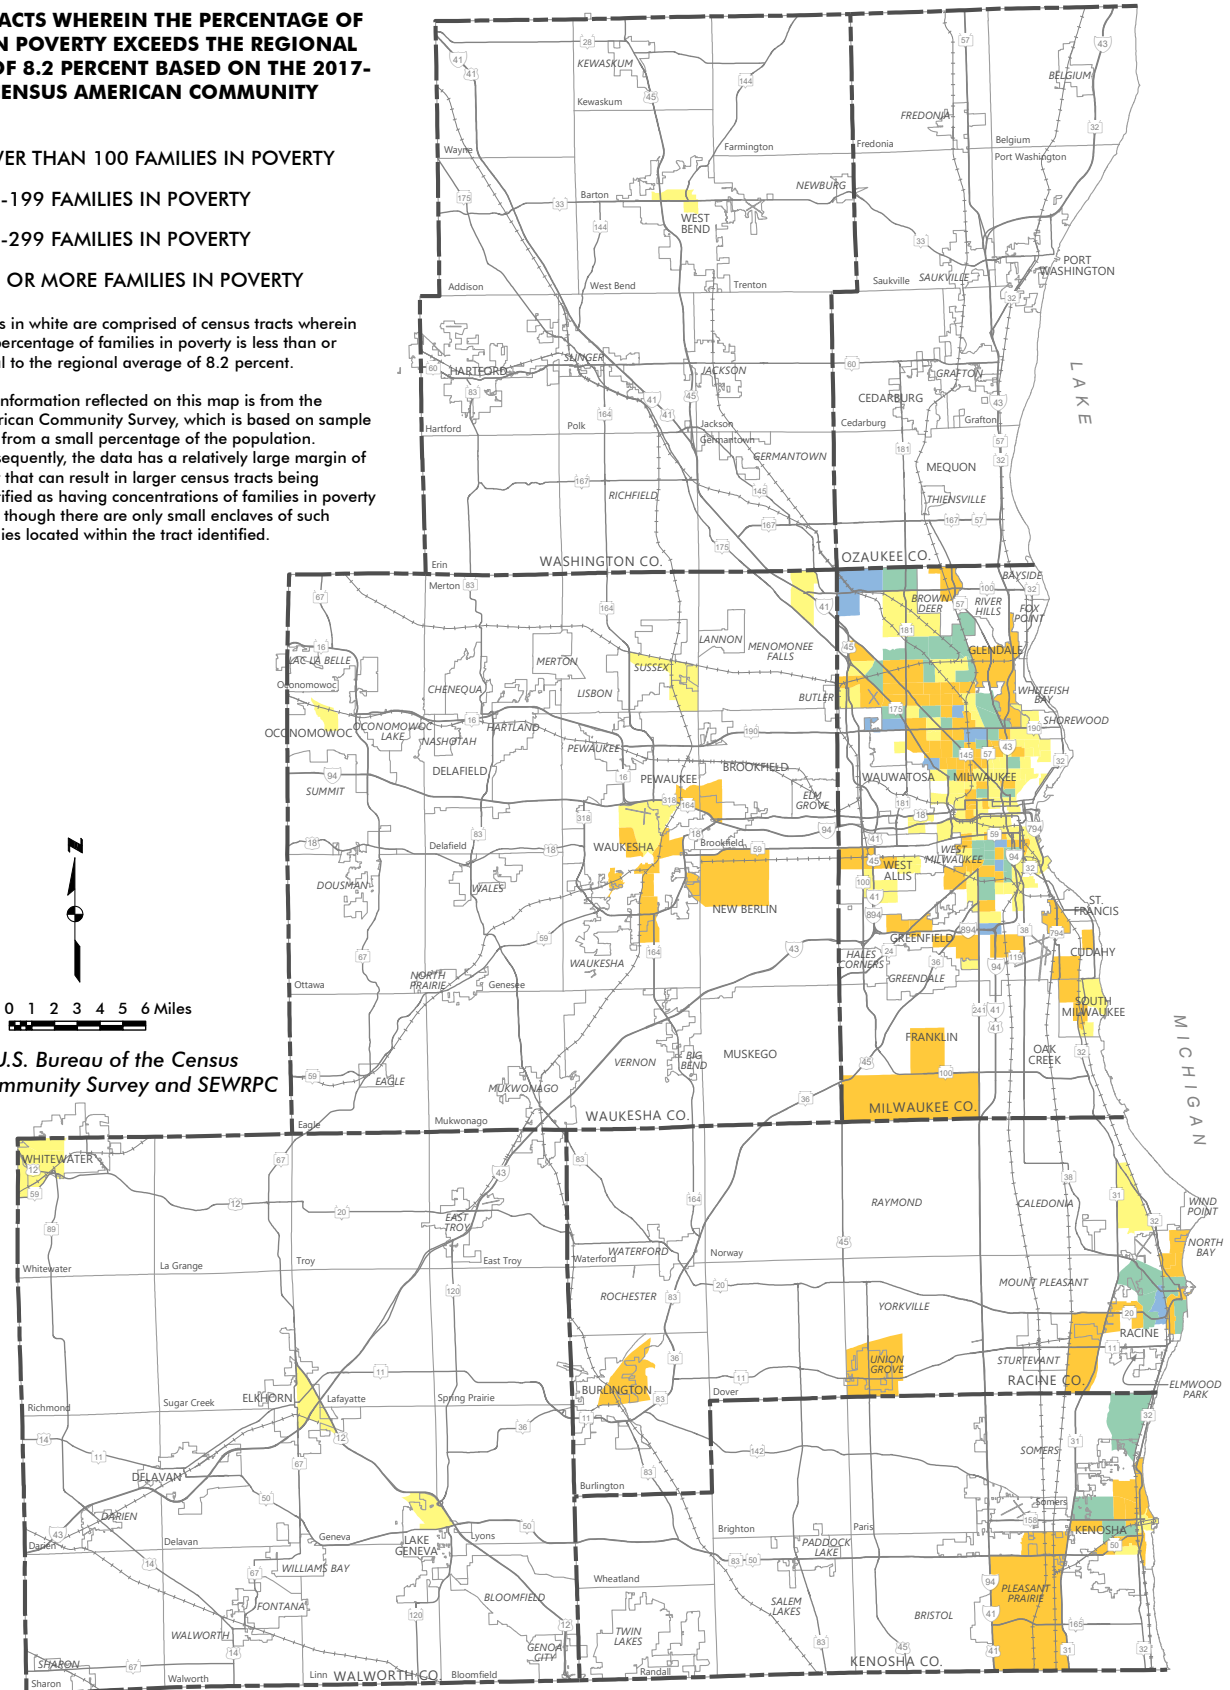 ACTS WHEREIN THE PERCENTAGE OF
N POVERTY EXCEEDS THE REGIONAL
OF 8.2 PERCENT BASED ON THE 2017-
ENSUS AMERICAN COMMUNITY
VER THAN 100 FAMILIES IN POVERTY
-199 FAMILIES IN POVERTY
-299 FAMILIES IN POVERTY
OR MORE FAMILIES IN POVERTY
s in white are comprised of census tracts wherein
percentage of families in poverty is less than or
al to the regional average of 8.2 percent.
information reflected on this map is from the
rican Community Survey, which is based on sample
from a small percentage of the population.
sequently, the data has a relatively large margin of
that can result in larger census tracts being
tified as having concentrations of families in poverty
though there are only small enclaves of such
ies located within the tract identified.
KEWASKUM
Kewaskum
BELGIUM
FREDONIA
Wayne
Farmington
Fredonia
Belgium
Port Washington
Barton
NEWBURG
WEST
BEND
PORT
WASHINGTON
Addison
West Bend
Trenton
Saukville
SAUKVILLE
SLINGER
HARTFORD
JACKSON
GRAFTON
CEDARBURG
Hartford
Polk
Jackson
Germantown
Cedarburg
Grafton
GERMANTOWN
MEQUON
RICHFIELD
THIENSVILLE
Erin
WASHINGTON CO.
OZAUKEE CO.
LAKE
Merton
BAYSIDE
BROWN
DEER
RIVER
HILLS
FOX
POINT
LANNON
MENOMONEE
FALLS
GLENDALE
LAC LA BELLE
MERTON
SUSSEX
Oconomowoc
CHENEQUA
LISBON
BUTLER
WHITEFISH
BAY
SHOREWOOD
OCONOMOWOC
OCONOMOWOC
LAKE
HARTLAND
NASHOTAH
PEWAUKEE
DELAFIELD
PEWAUKEE
BROOKFIELD
WAUWATOSA
MILWAUKEE
SUMMIT
ELM
GROVE
Delafield
WAUKESHA
Brookfield
WEST
MILWAUKEE
WEST
ALLIS
DOUSMAN
WALES
NEW BERLIN
ST.
FRANCIS
GREENFIELD
CUDAHY
WAUKESHA
HALES
CORNERS
GREENDALE
NORTH
PRAIRIE
Ottawa
Genesee
SOUTH
MILWAUKEE
FRANKLIN
MUSKEGO
VERNON
BIG
BEND
OAK
CREEK
EAGLE
MUKWONAGO
MICHIGAN
WAUKESHA CO.
MILWAUKEE CO.
Eagle
Mukwonago
N
0 1 2 3 4 5 6 Miles
U.S. Bureau of the Census
mmunity Survey and SEWRPC
WHITEWATER
RAYMOND
CALEDONIA
WIND
POINT
EAST
TROY
NORTH
BAY
Whitewater
La Grange
Troy
East Troy
Waterford
WATERFORD
Norway
ROCHESTER
MOUNT PLEASANT
YORKVILLE
RACINE
UNION
GROVE
STURTEVANT
RACINE CO.
ELMWOOD
PARK
BURLINGTON
Dover
Richmond
Sugar Creek
ELKHORN
Lafayatte
Spring Prairie
DELAVAN
SOMERS
Burlington
DARIEN
Somers
Darien
Delavan
Geneva
LAKE
GENEVA
Lyons
Brighton
Paris
KENOSHA
PADDOCK
LAKE
WILLIAMS BAY
Wheatland
FONTANA
BLOOMFIELD
SALEM
LAKES
BRISTOL
PLEASANT
PRAIRIE
WALWORTH
TWIN
LAKES
GENOA
CITY
SHARON
Sharon
Walworth
Linn
WALWORTH CO.
Bloomfield
Randall
KENOSHA CO.